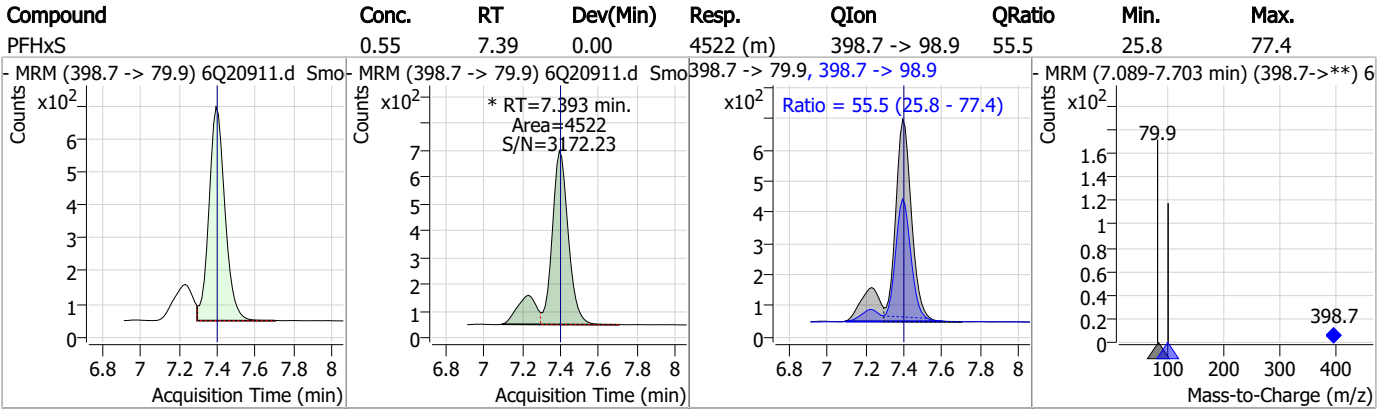 Compound Conc. RT Dev(Min) Resp. QIon QRatio Min. Max.
PFHxS 0.55 7.39 0.00 4522 (m) 398.7 -> 98.9 55.5 25.8 77.4
- MRM (398.7 -> 79.9) 6Q20911.d Smo
Counts
x10²
6
5
4
3
2
1
0
6.8 7 7.2 7.4 7.6 7.8 8
Acquisition Time (min)
- MRM (398.7 -> 79.9) 6Q20911.d Smo
x10²
* RT=7.393 min.
Area=4522
S/N=3172.23
7
6
5
4
3
2
1
0
6.8 7 7.2 7.4 7.6 7.8 8
Acquisition Time (min)
398.7 -> 79.9, 398.7 -> 98.9
x10²
Ratio = 55.5 (25.8 - 77.4)
6
5
4
3
2
1
0
6.8 7 7.2 7.4 7.6 7.8 8
Acquisition Time (min)
- MRM (7.089-7.703 min) (398.7->**) 6
Counts
x10²
79.9
1.6
1.4
1.2
1
0.8
0.6
0.4
0.2
0
398.7
100 200 300 400
Mass-to-Charge (m/z)